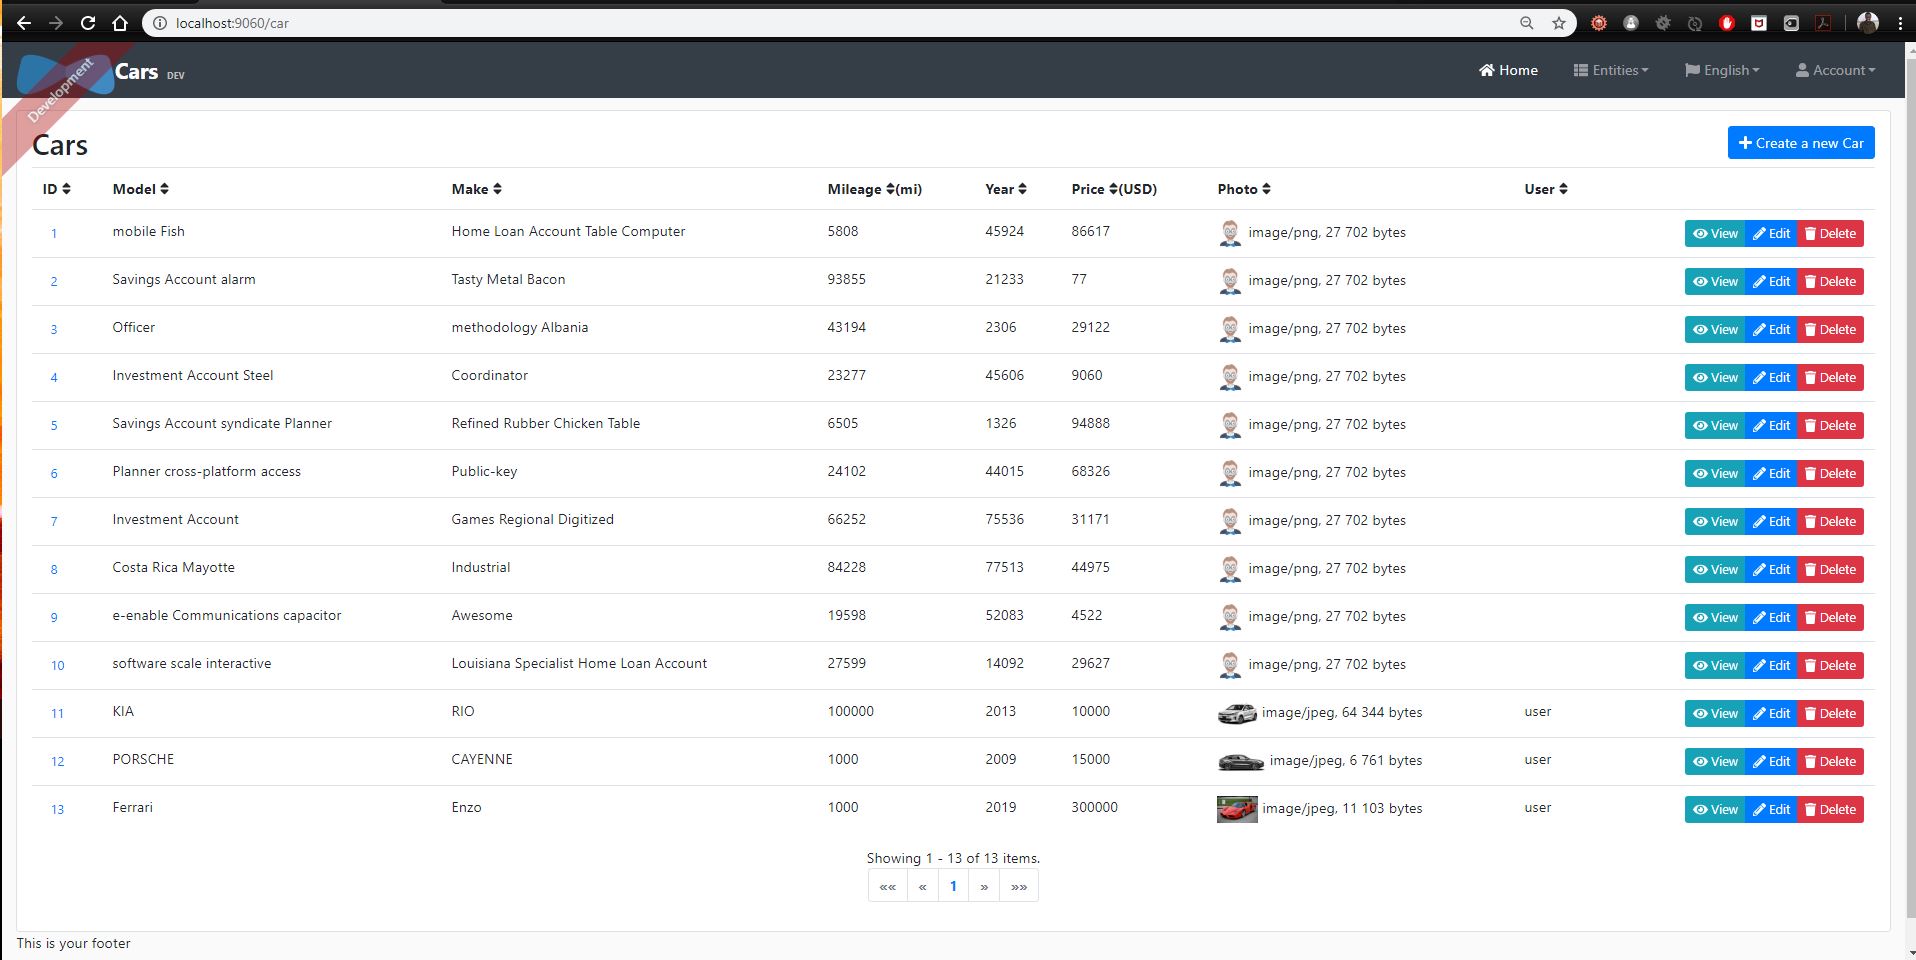 localhost:9060/car
Development
Cars DEV
Home Entities English Account
Cars
Create a new Car
ID Model Make Mileage (mi) Year Price (USD) Photo User
1 mobile Fish Home Loan Account Table Computer 5808 45924 86617 image/png, 27 702 bytes View Edit Delete
2 Savings Account alarm Tasty Metal Bacon 93855 21233 77 image/png, 27 702 bytes View Edit Delete
3 Officer methodology Albania 43194 2306 29122 image/png, 27 702 bytes View Edit Delete
4 Investment Account Steel Coordinator 23277 45606 9060 image/png, 27 702 bytes View Edit Delete
5 Savings Account syndicate Planner Refined Rubber Chicken Table 6505 1326 94888 image/png, 27 702 bytes View Edit Delete
6 Planner cross-platform access Public-key 24102 44015 68326 image/png, 27 702 bytes View Edit Delete
7 Investment Account Games Regional Digitized 66252 75536 31171 image/png, 27 702 bytes View Edit Delete
8 Costa Rica Mayotte Industrial 84228 77513 44975 image/png, 27 702 bytes View Edit Delete
9 e-enable Communications capacitor Awesome 19598 52083 4522 image/png, 27 702 bytes View Edit Delete
10 software scale interactive Louisiana Specialist Home Loan Account 27599 14092 29627 image/png, 27 702 bytes View Edit Delete
11 KIA RIO 100000 2013 10000 image/jpeg, 64 344 bytes user View Edit Delete
12 PORSCHE CAYENNE 1000 2009 15000 image/jpeg, 6 761 bytes user View Edit Delete
13 Ferrari Enzo 1000 2019 300000 image/jpeg, 11 103 bytes user View Edit Delete
Showing 1 - 13 of 13 items.
«« « 1 » »»
This is your footer